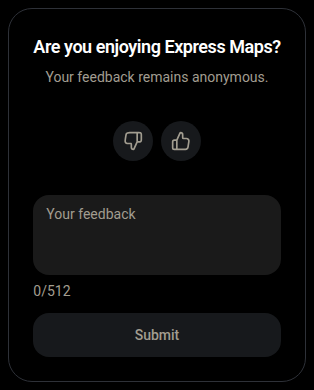 Are you enjoying Express Maps?
Your feedback remains anonymous.
Your feedback
0/512
Submit